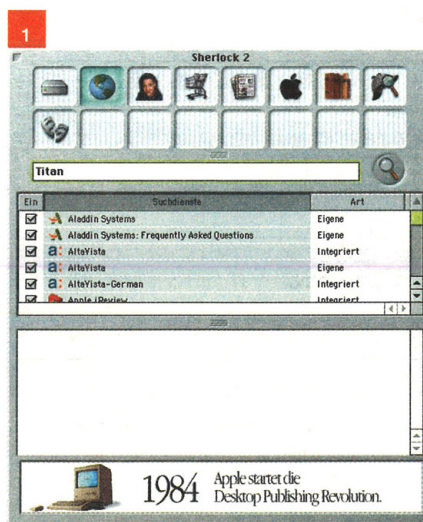 1
Sherlock 2
Titan
Ein Suchdienste Art
Aladdin Systems Eigene
Aladdin Systems: Frequently Asked Questions Eigene
a: AltaVista Integriert
a: AltaVista Eigene
a: AltaVista-German Integriert
Apple iReview Integriert
1984 Apple startet die
Desktop Publishing Revolution.